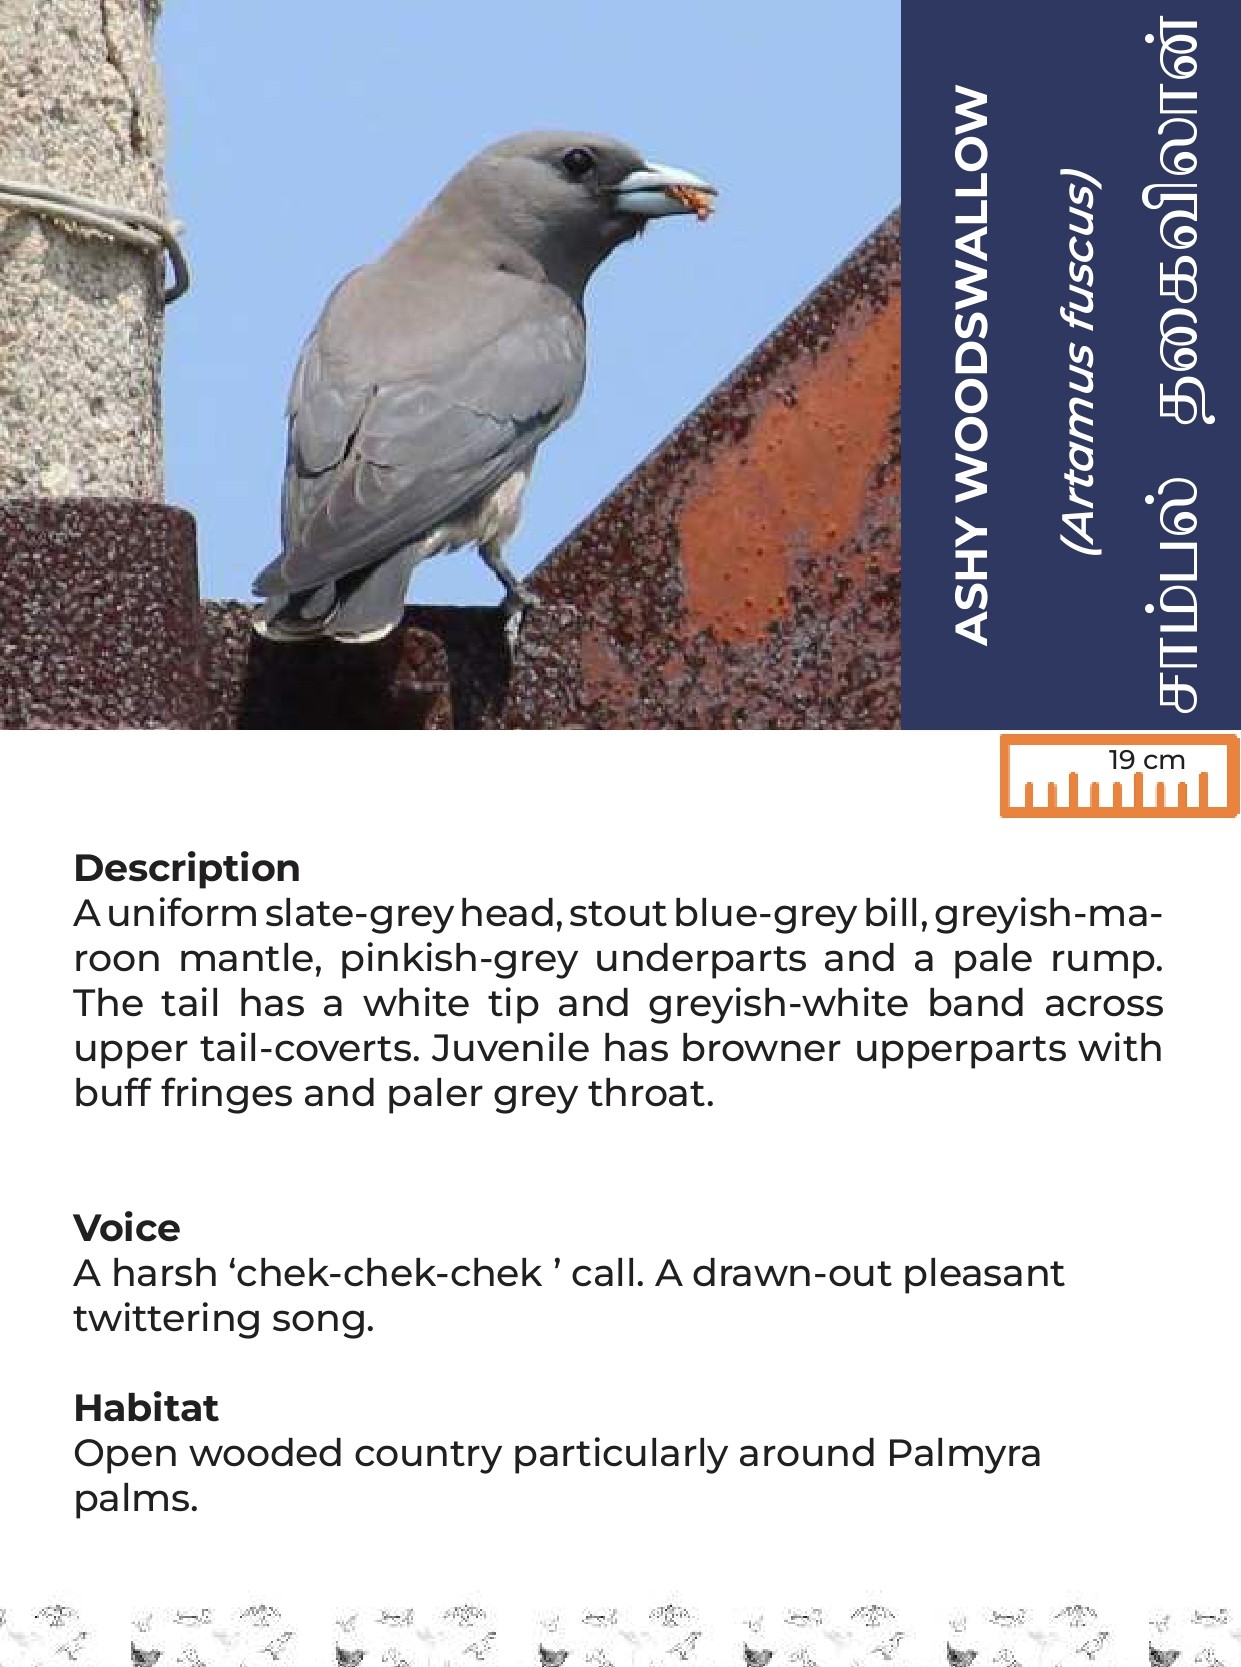 ASHY WOODSWALLOW
(Artamus fuscus)
சாம்பல் தகைவிலான்
19 cm
Description
A uniform slate-grey head, stout blue-grey bill, greyish-ma-
roon mantle, pinkish-grey underparts and a pale rump.
The tail has a white tip and greyish-white band across
upper tail-coverts. Juvenile has browner upperparts with
buff fringes and paler grey throat.
Voice
A harsh ‘chek-chek-chek ’ call. A drawn-out pleasant
twittering song.
Habitat
Open wooded country particularly around Palmyra
palms.